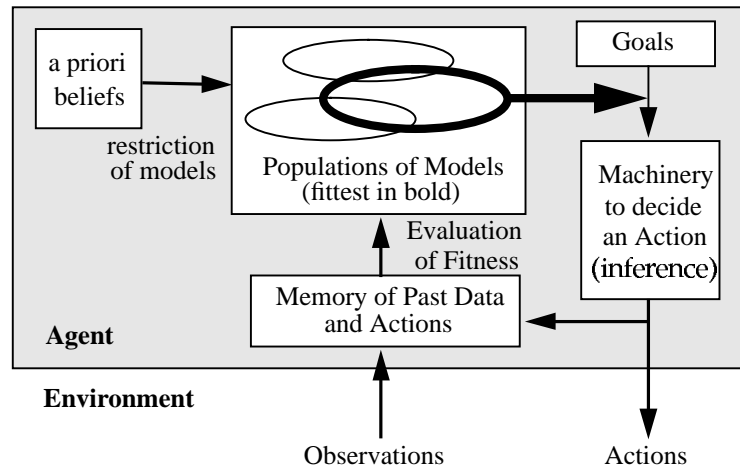 a priori
beliefs
restriction
of models
Populations of Models
(fittest in bold)
Goals
Machinery
to decide
an Action
(inference)
Evaluation
of Fitness
Memory of Past Data
and Actions
Agent
Environment
Observations
Actions